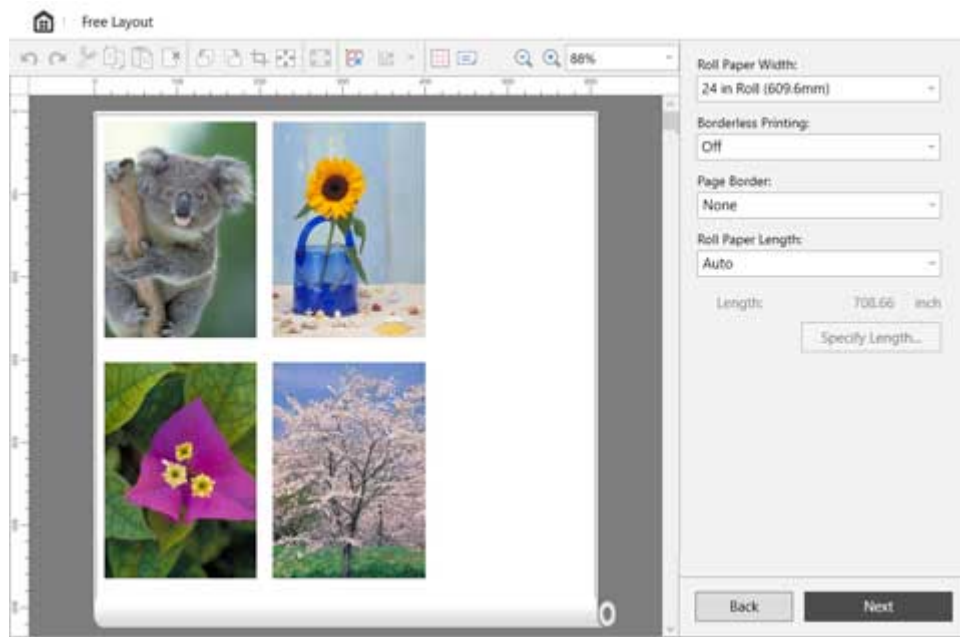 Free Layout
88%
Roll Paper Width:
24 in Roll (609.6mm)
Borderless Printing:
Off
Page Border:
None
Roll Paper Length:
Auto
Length: 708.66 inch
Specify Length...
Back Next